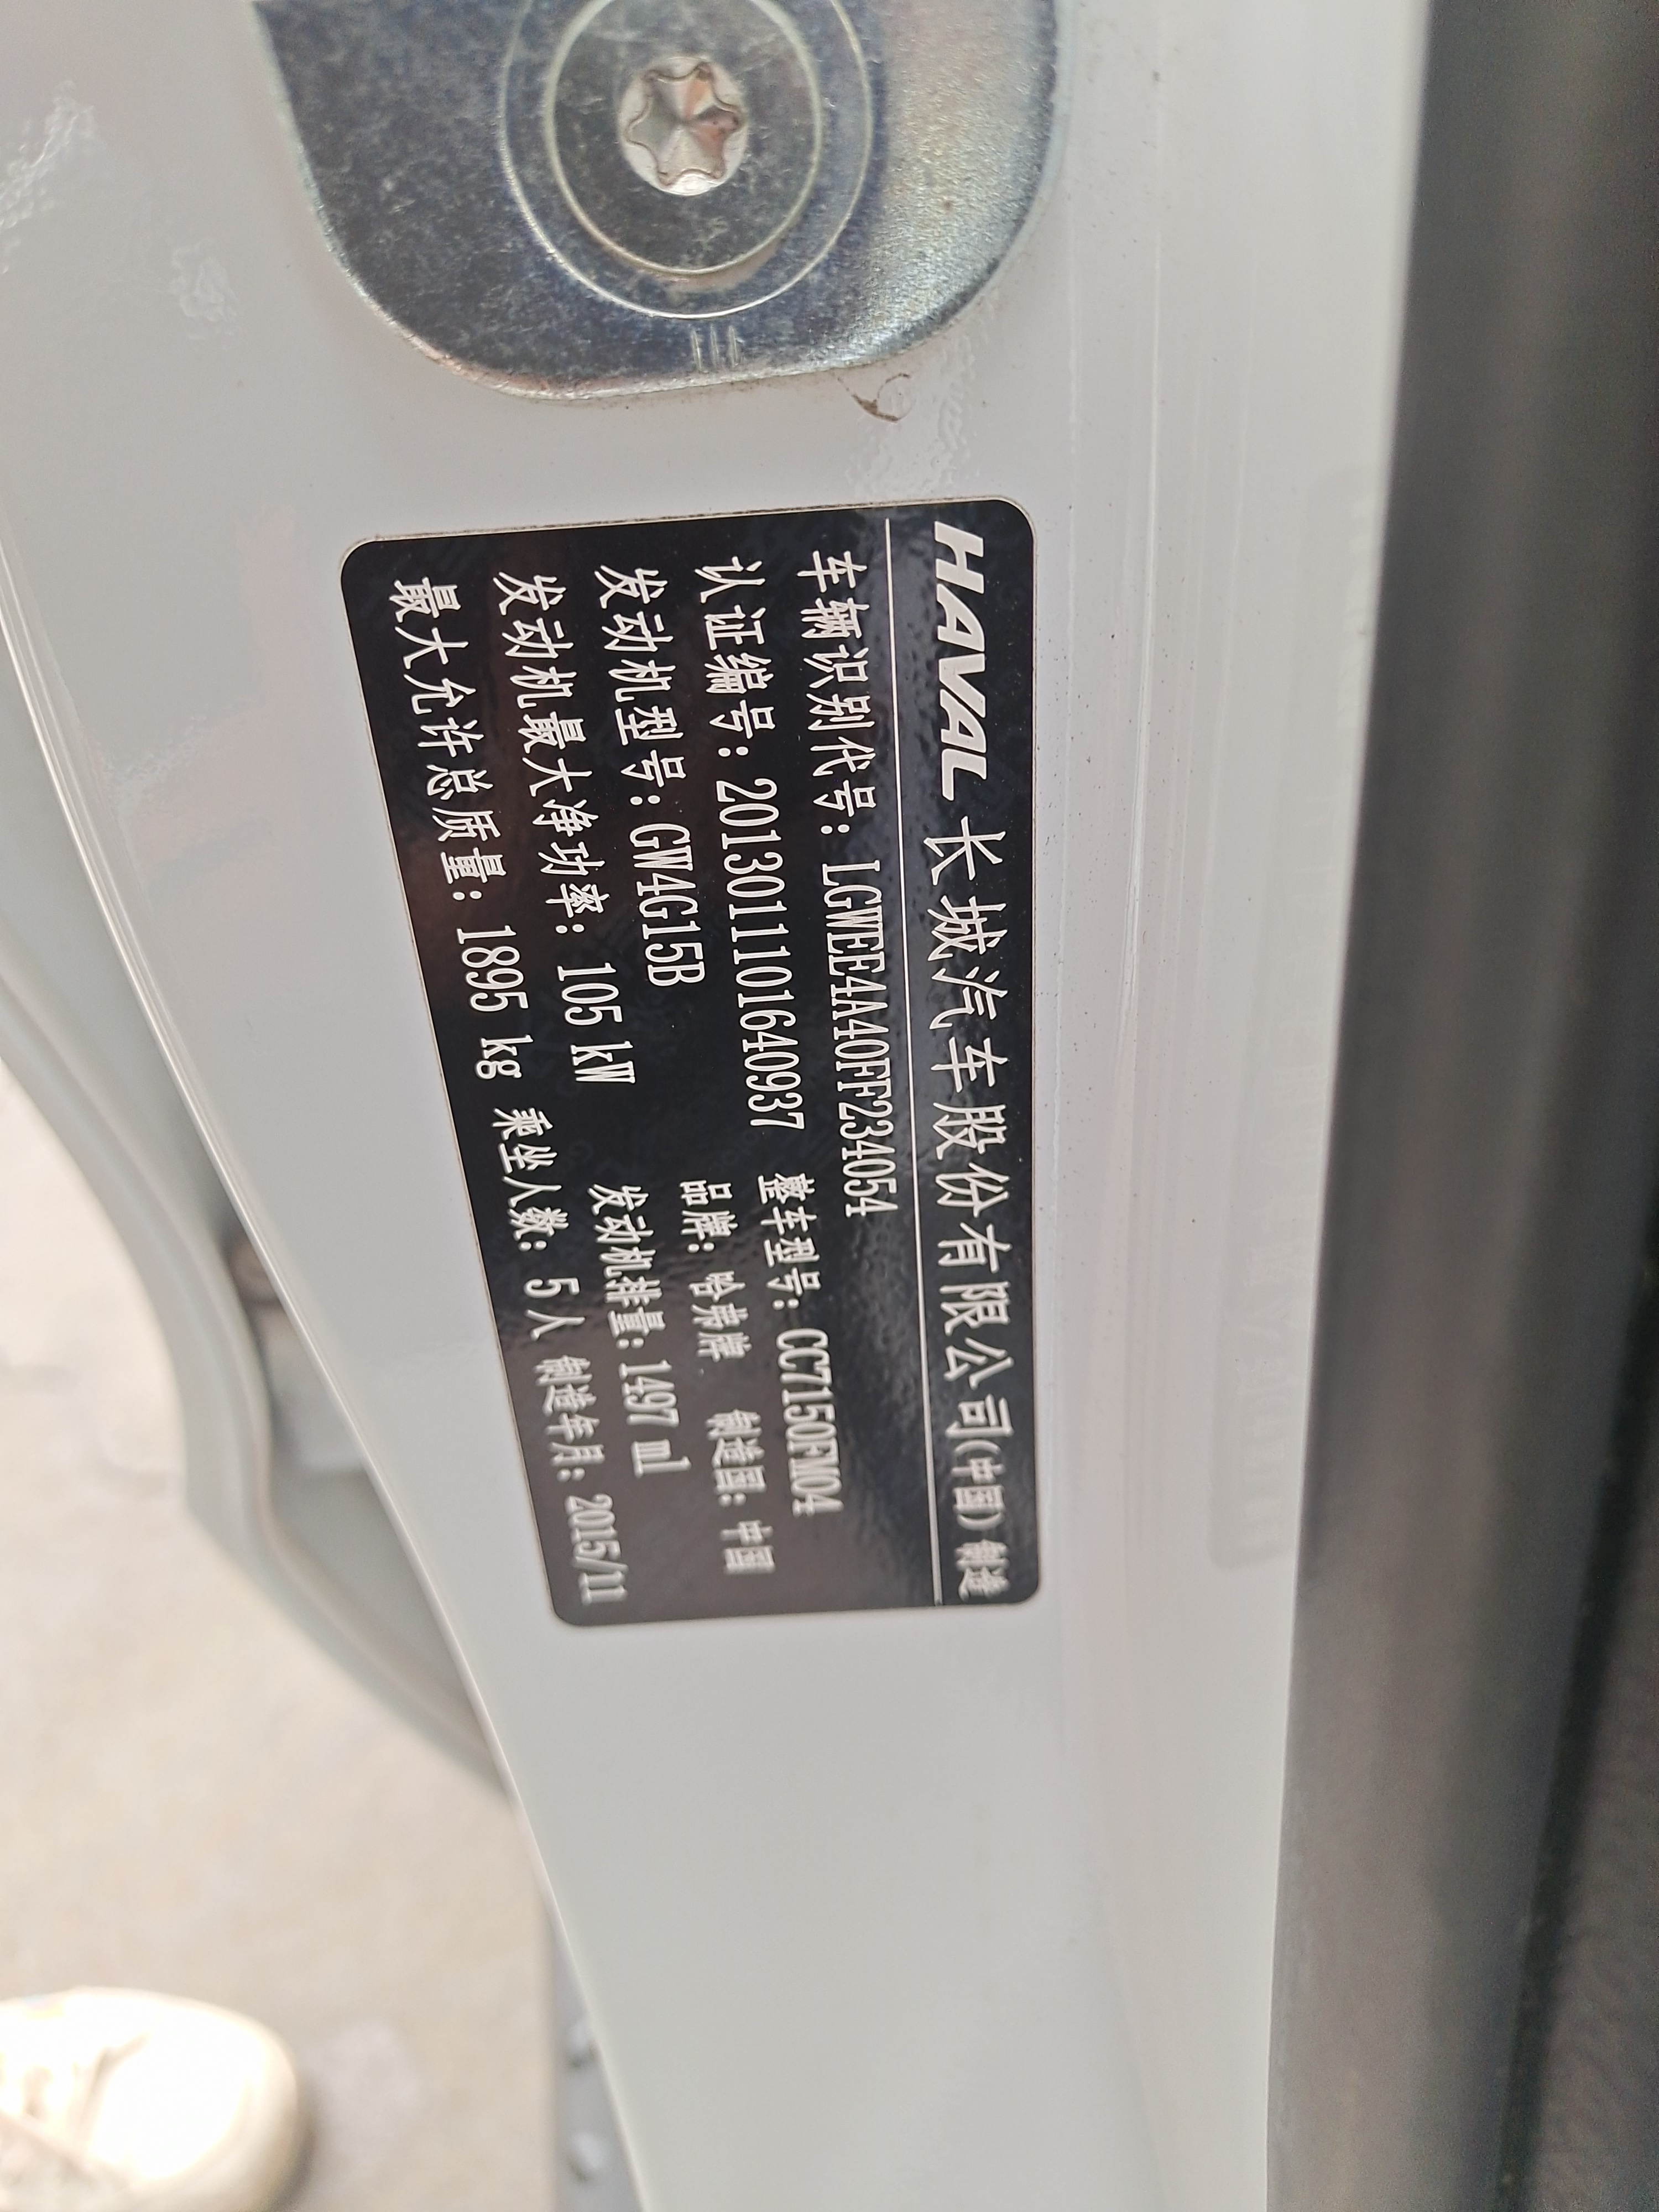 HAVAL 长城汽车股份有限公司(中国)制造
车辆识别代号:LGWEE4A40FF234054
认证编号:2013011101640937 整车型号:CC7150FM04
发动机型号:GW4G15B 品牌:哈弗牌 制造国:中国
发动机最大净功率:105 kW 发动机排量:1497 ml
最大允许总质量:1895 kg 乘坐人数:5人 制造年月:2015/11